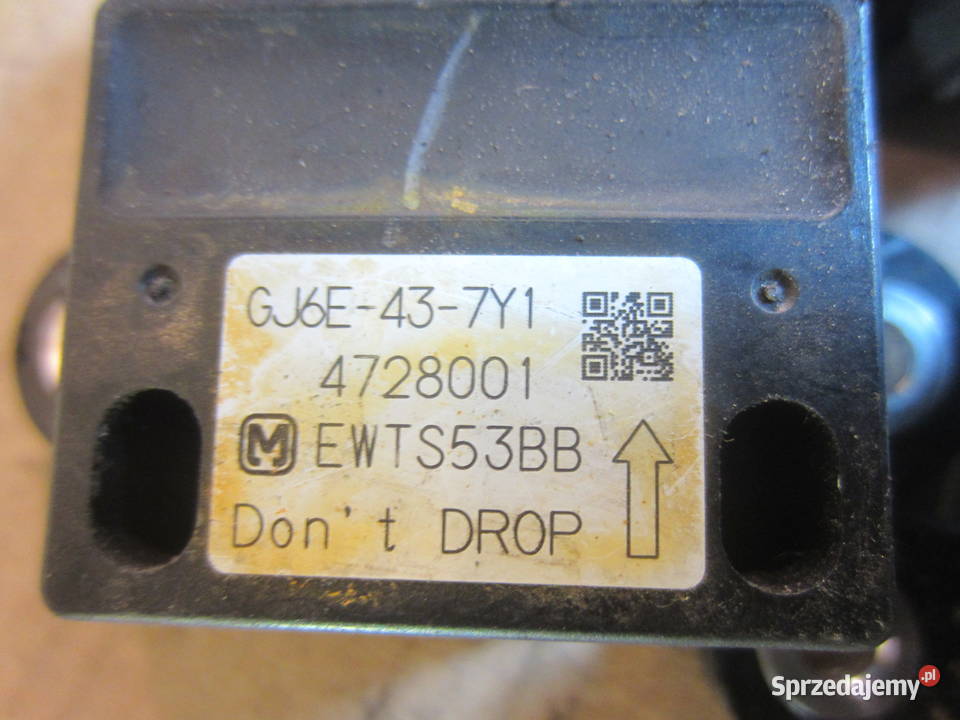 GJ6E-43-7Y1
4728001
M EWTS53BB
Don't DROP
Sprzedajemy.pl